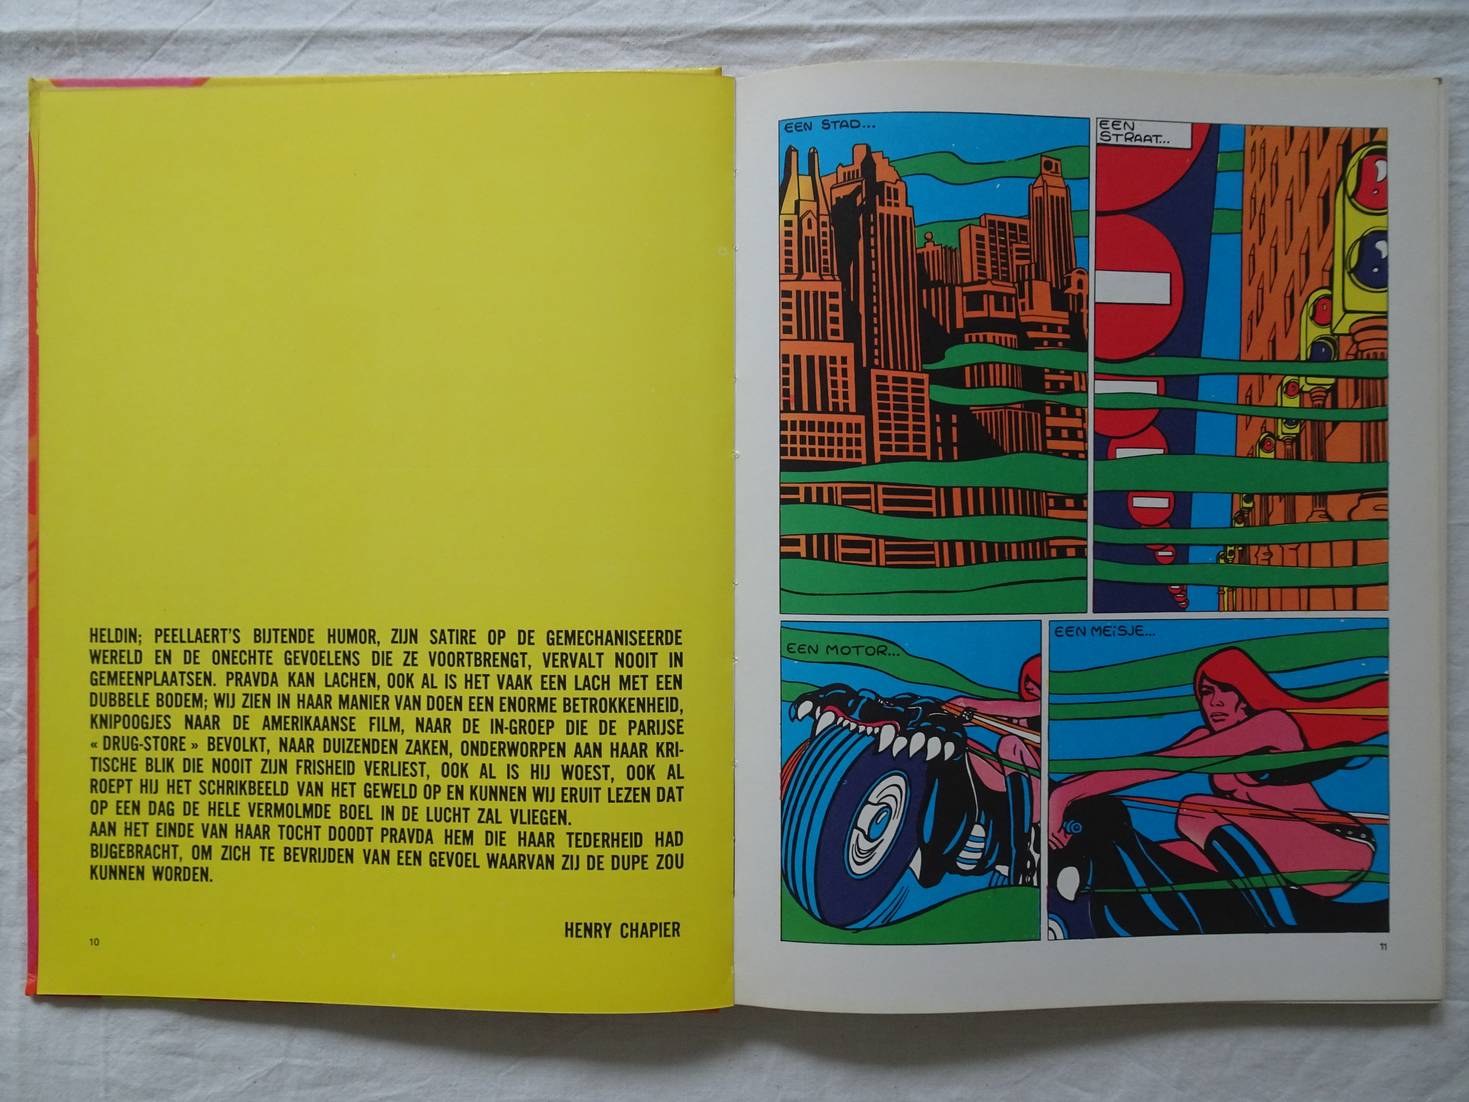 HELDIN; PEELLAERT'S BIJTENDE HUMOR, ZIJN SATIRE OP DE GEMECHANISEERDE
WERELD EN DE ONECHTE GEVOELENS DIE ZE VOORTBRENGT, VERVALT NOOIT IN
GEMEENPLAATSEN. PRAVDA KAN LACHEN, OOK AL IS HET VAAK EEN LACH MET EEN
DUBBELE BODEM; WIJ ZIEN IN HAAR MANIER VAN DOEN EEN ENORME BETROKKENHEID,
KNIPOOGJES NAAR DE AMERIKAANSE FILM, NAAR DE IN-GROEP DIE DE PARIJSE
« DRUG-STORE » BEVOLKT, NAAR DUIZENDEN ZAKEN, ONDERWORPEN AAN HAAR KRI-
TISCHE BLIK DIE NOOIT ZIJN FRISHEID VERLIEST, OOK AL IS HIJ WOEST, OOK AL
ROEPT HIJ HET SCHRIKBEELD VAN HET GEWELD OP EN KUNNEN WIJ ERUIT LEZEN DAT
OP EEN DAG DE HELE VERMOLMDE BOEL IN DE LUCHT ZAL VLIEGEN.
AAN HET EINDE VAN HAAR TOCHT DOODT PRAVDA HEM DIE HAAR TEDERHEID HAD
BIJGEBRACHT, OM ZICH TE BEVRIJDEN VAN EEN GEVOEL WAARVAN ZIJ DE DUPE ZOU
KUNNEN WORDEN.
HENRY CHAPIER
10
EEN STAD...
EEN
STRAAT...
EEN MOTOR...
EEN MEISJE...
11